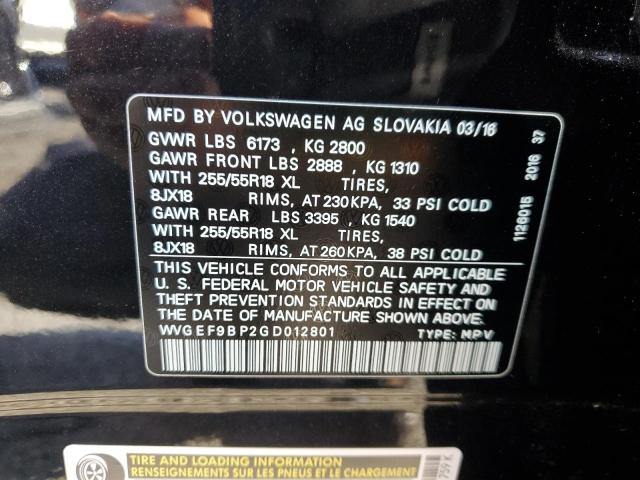 MFD BY VOLKSWAGEN AG SLOVAKIA 03/16
GVWR LBS 6173 , KG 2800
GAWR FRONT LBS 2888 , KG 1310
WITH 255/55R18 XL TIRES,
8JX18 RIMS, AT 230KPA, 33 PSI COLD
GAWR REAR LBS 3395 , KG 1540
WITH 255/55R18 XL TIRES,
8JX18 RIMS, AT 260KPA, 38 PSI COLD
THIS VEHICLE CONFORMS TO ALL APPLICABLE
U. S. FEDERAL MOTOR VEHICLE SAFETY AND
THEFT PREVENTION STANDARDS IN EFFECT ON
THE DATE OF MANUFACTURE SHOWN ABOVE.
WVGEF9BP2GD012801 TYPE: MPV
1126015 2016 37
TIRE AND LOADING INFORMATION
RENSEIGNEMENTS SUR LES PNEUS ET LE CHARGEMENT